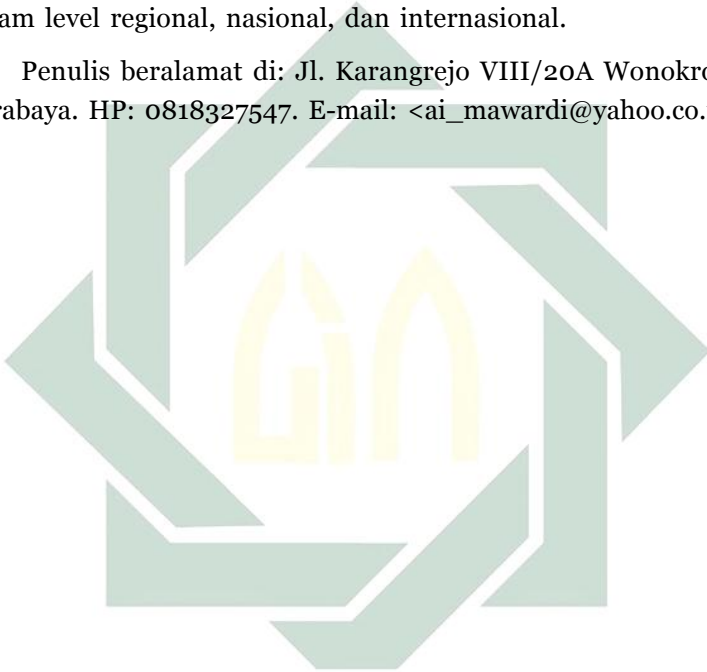 am level regional, nasional, dan internasional.
Penulis beralamat di: Jl. Karangrejo VIII/20A Wonokro
rabaya. HP: 0818327547. E-mail: <ai_mawardi@yahoo.co.